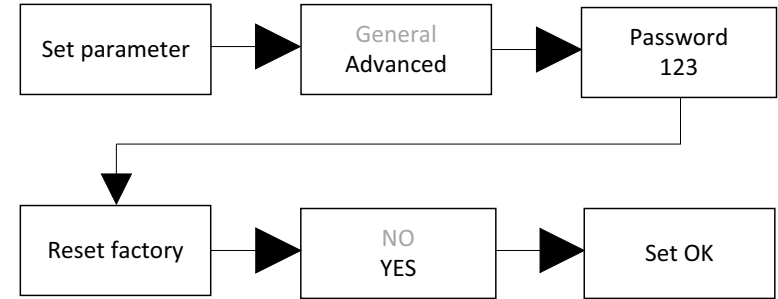 Set parameter
General
Advanced
Password
123
Reset factory
NO
YES
Set OK